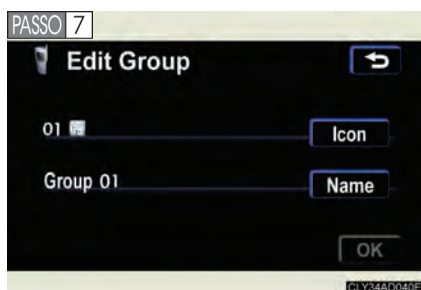 PASSO 7
Edit Group
01 Icon
Group 01 Name
OK
CLY34AD040E